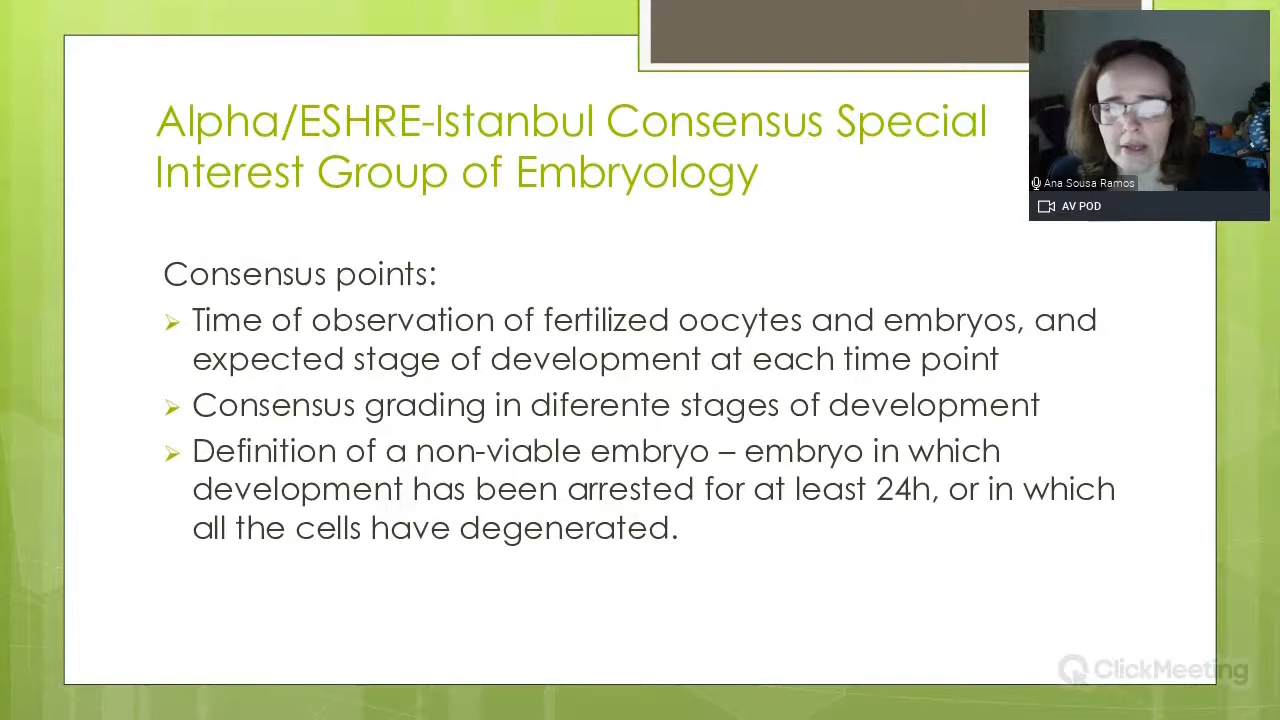 Alpha/ESHRE-Istanbul Consensus Special
Interest Group of Embryology
Ana Sousa Ramos
AV POD
Consensus points:
Time of observation of fertilized oocytes and embryos, and
expected stage of development at each time point
Consensus grading in diferente stages of development
Definition of a non-viable embryo – embryo in which
development has been arrested for at least 24h, or in which
all the cells have degenerated.
ClickMeeting